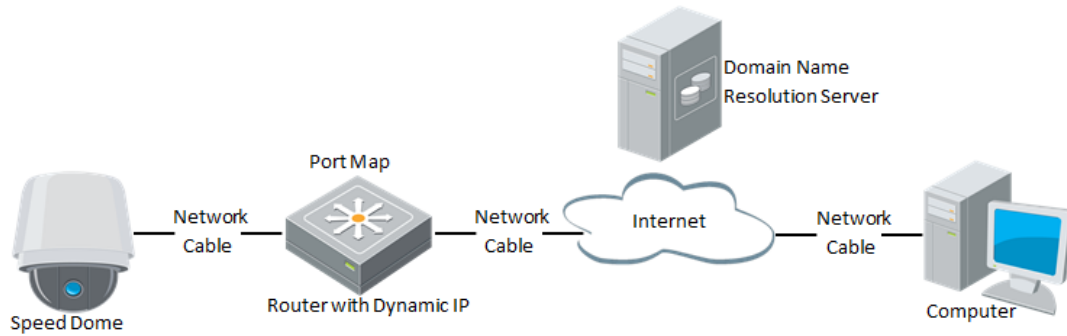 Domain Name
Resolution Server
Port Map
Network
Cable
Network
Cable
Internet
Network
Cable
Router with Dynamic IP
Computer
Speed Dome